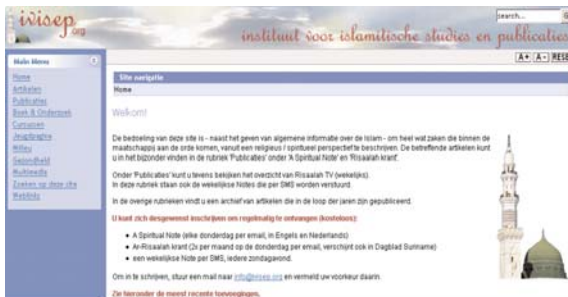 ivisep
.org
search...
instituut voor islamitische studies en publicaties
A+ A- RESE
Main Menu
Home
Artikelen
Publicaties
Boek & Onderzoek
Cursussen
Jeugdpagina
Milieu
Gezondheid
Multimedia
Zoeken op deze site
Weblinks
Site navigatie
Home
Welkom!
De bedoeling van deze site is - naast het geven van algemene informatie over de Islam - om heel wat zaken die binnen de
maatschappij aan de orde komen, vanuit een religieus / spiritueel perspectief te beschrijven. De betreffende artikelen kunt
u in het bijzonder vinden in de rubriek 'Publicaties' onder 'A Spiritual Note' en 'Risaalah krant'.
Onder 'Publicaties' kunt u tevens bekijken het overzicht van Risaalah TV (wekelijks).
In deze rubriek staan ook de wekelijkse Notes die per SMS worden verstuurd.
In de overige rubrieken vindt u een archief van artikelen die in de loop der jaren zijn gepubliceerd.
U kunt zich desgewenst inschrijven om regelmatig te ontvangen (kosteloos):
A Spiritual Note (elke donderdag per email, in Engels en Nederlands)
Ar-Risaalah krant (2x per maand op de donderdag per email, verschijnt ook in Dagblad Suriname)
een wekelijkse Note per SMS, iedere zondagavond.
Om in te schrijven, stuur een mail naar info@ivisep.org en vermeld uw voorkeur daarin.
Zie hieronder de meest recente toevoegingen.